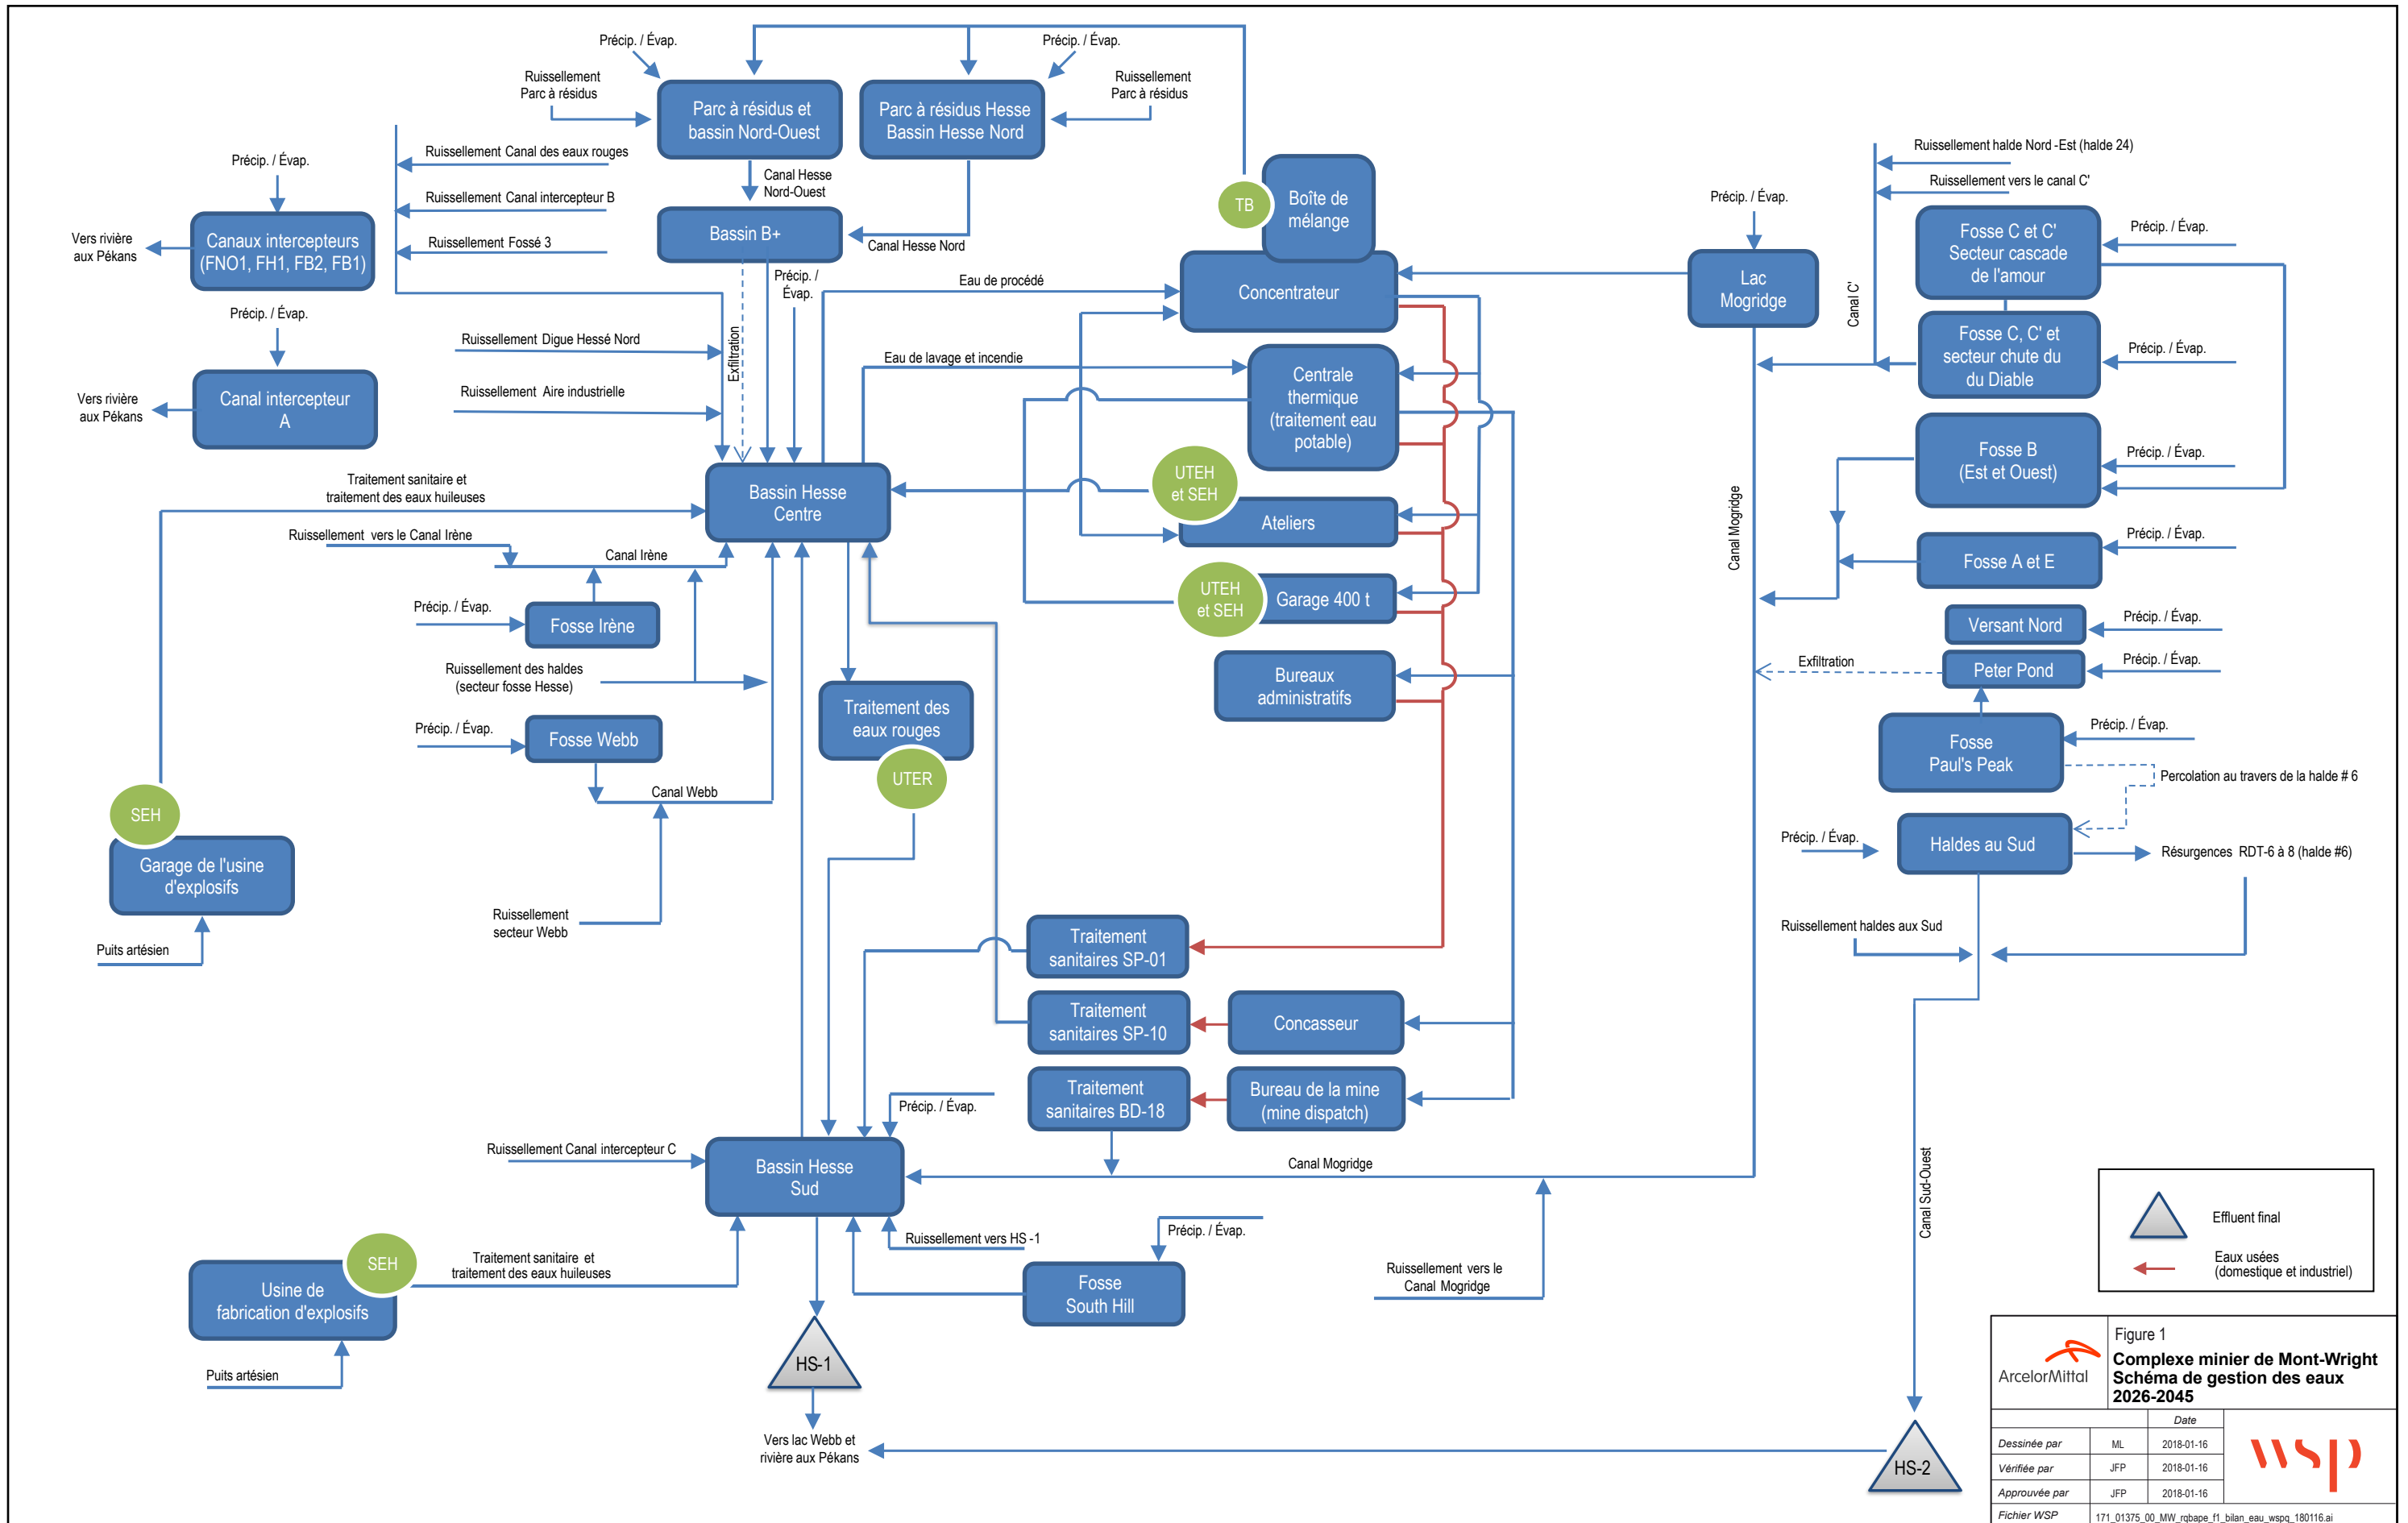 Précip. / Évap.
Précip. / Évap.
Ruissellement
Parc à résidus
Ruissellement
Parc à résidus
Parc à résidus et
bassin Nord-Ouest
Parc à résidus Hesse
Bassin Hesse Nord
Ruissellement Canal des eaux rouges
Ruissellement Canal intercepteur B
Ruissellement Fossé 3
Précip. / Évap.
Canaux intercepteurs
(FNO1, FH1, FB2, FB1)
Vers rivière
aux Pékans
Précip. / Évap.
Canal intercepteur
A
Vers rivière
aux Pékans
Canal Hesse
Nord-Ouest
Bassin B+
Canal Hesse Nord
Précip. /
Évap.
Exfiltration
Ruissellement Digue Hessé Nord
Ruissellement Aire industrielle
TB
Boîte de
mélange
Concentrateur
Eau de procédé
Eau de lavage et incendie
Centrale
thermique
(traitement eau
potable)
UTEH
et SEH
Ateliers
UTEH
et SEH
Garage 400 t
Bureaux
administratifs
Précip. / Évap.
Lac
Mogridge
Canal Mogridge
Canal C'
Ruissellement halde Nord -Est (halde 24)
Ruissellement vers le canal C'
Fosse C et C'
Secteur cascade
de l'amour
Précip. / Évap.
Fosse C, C' et
secteur chute du
du Diable
Précip. / Évap.
Fosse B
(Est et Ouest)
Précip. / Évap.
Fosse A et E
Précip. / Évap.
Versant Nord
Précip. / Évap.
Peter Pond
Précip. / Évap.
Exfiltration
Fosse
Paul's Peak
Précip. / Évap.
Percolation au travers de la halde # 6
Haldes au Sud
Précip. / Évap.
Résurgences RDT-6 à 8 (halde #6)
Ruissellement haldes aux Sud
Canal Sud-Ouest
Bassin Hesse
Centre
Traitement sanitaire et
traitement des eaux huileuses
Ruissellement vers le Canal Irène
Canal Irène
Précip. / Évap.
Fosse Irène
Ruissellement des haldes
(secteur fosse Hesse)
Précip. / Évap.
Fosse Webb
Canal Webb
Ruissellement
secteur Webb
SEH
Garage de l'usine
d'explosifs
Puits artésien
Traitement des
eaux rouges
UTER
Traitement
sanitaires SP-01
Traitement
sanitaires SP-10
Concasseur
Traitement
sanitaires BD-18
Bureau de la mine
(mine dispatch)
Précip. / Évap.
Ruissellement Canal intercepteur C
Bassin Hesse
Sud
Canal Mogridge
Ruissellement vers HS -1
Précip. / Évap.
Fosse
South Hill
Ruissellement vers le
Canal Mogridge
SEH
Usine de
fabrication d'explosifs
Traitement sanitaire et
traitement des eaux huileuses
Puits artésien
HS-1
Vers lac Webb et
rivière aux Pékans
HS-2
Effluent final
Eaux usées
(domestique et industriel)
ArcelorMittal
Figure 1
Complexe minier de Mont-Wright
Schéma de gestion des eaux
2026-2045
Date
Dessinée par ML 2018-01-16
Vérifiée par JFP 2018-01-16
Approuvée par JFP 2018-01-16
wsp
Fichier WSP 171_01375_00_MW_rqbape_f1_bilan_eau_wspq_180116.ai